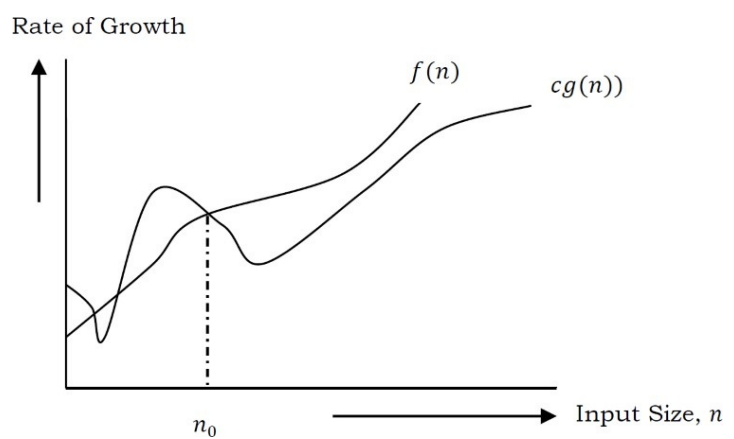 Rate of Growth
f(n)
cg(n))
n₀
Input Size, n